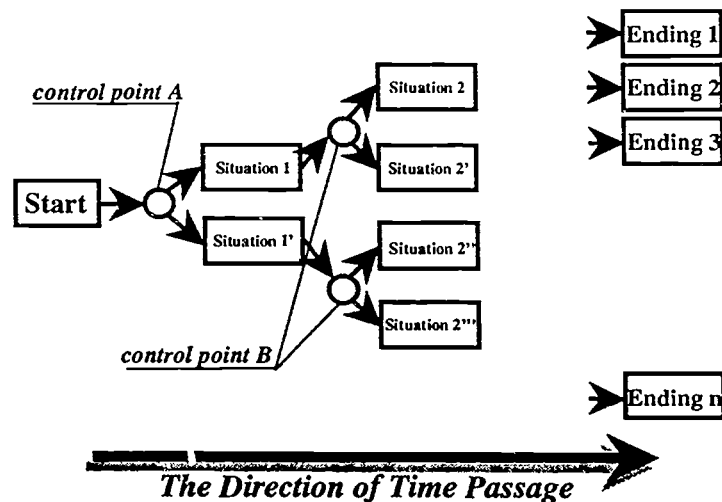 Ending 1
Situation 2
Ending 2
control point A
Ending 3
Situation 1
Situation 2'
Start
Situation 1'
Situation 2''
Situation 2'''
control point B
Ending n
The Direction of Time Passage